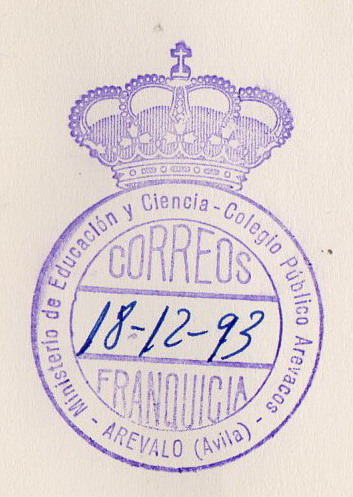 Ministerio de Educación y Ciencia - Colegio Público Arevacos -
- AREVALO (Avila) -
CORREOS
18-12-93
FRANQUICIA